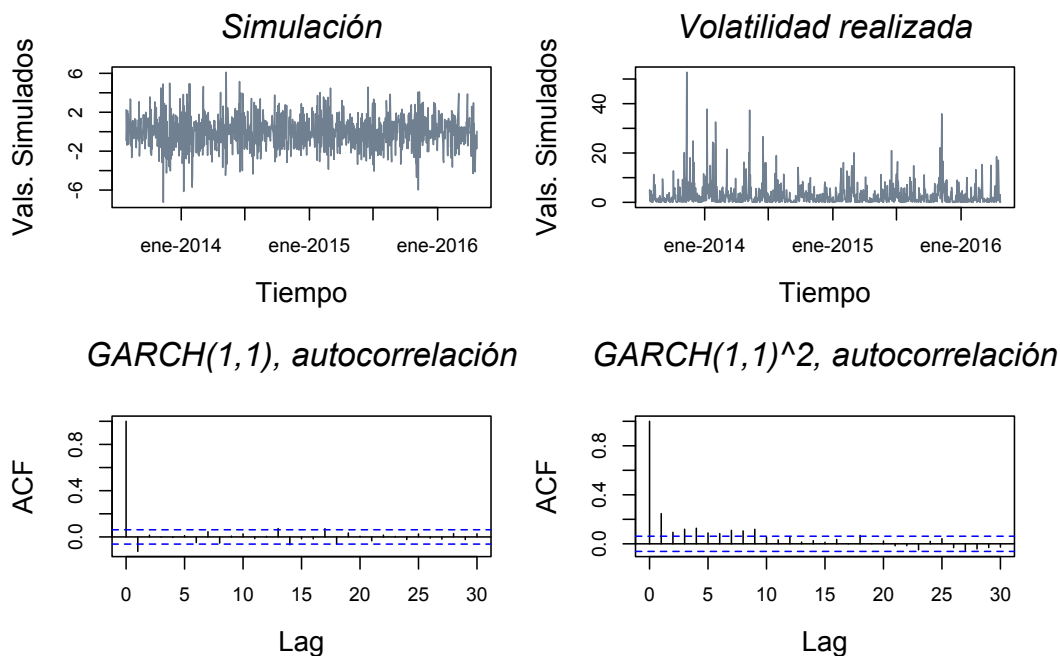 Simulación
Vals. Simulados
6
2
-2
-6
ene-2014
ene-2015
ene-2016
Tiempo
Volatilidad realizada
Vals. Simulados
40
20
0
ene-2014
ene-2015
ene-2016
Tiempo
GARCH(1,1), autocorrelación
ACF
0.8
0.4
0.0
0
5
10
15
20
25
30
Lag
GARCH(1,1)^2, autocorrelación
ACF
0.8
0.4
0.0
0
5
10
15
20
25
30
Lag